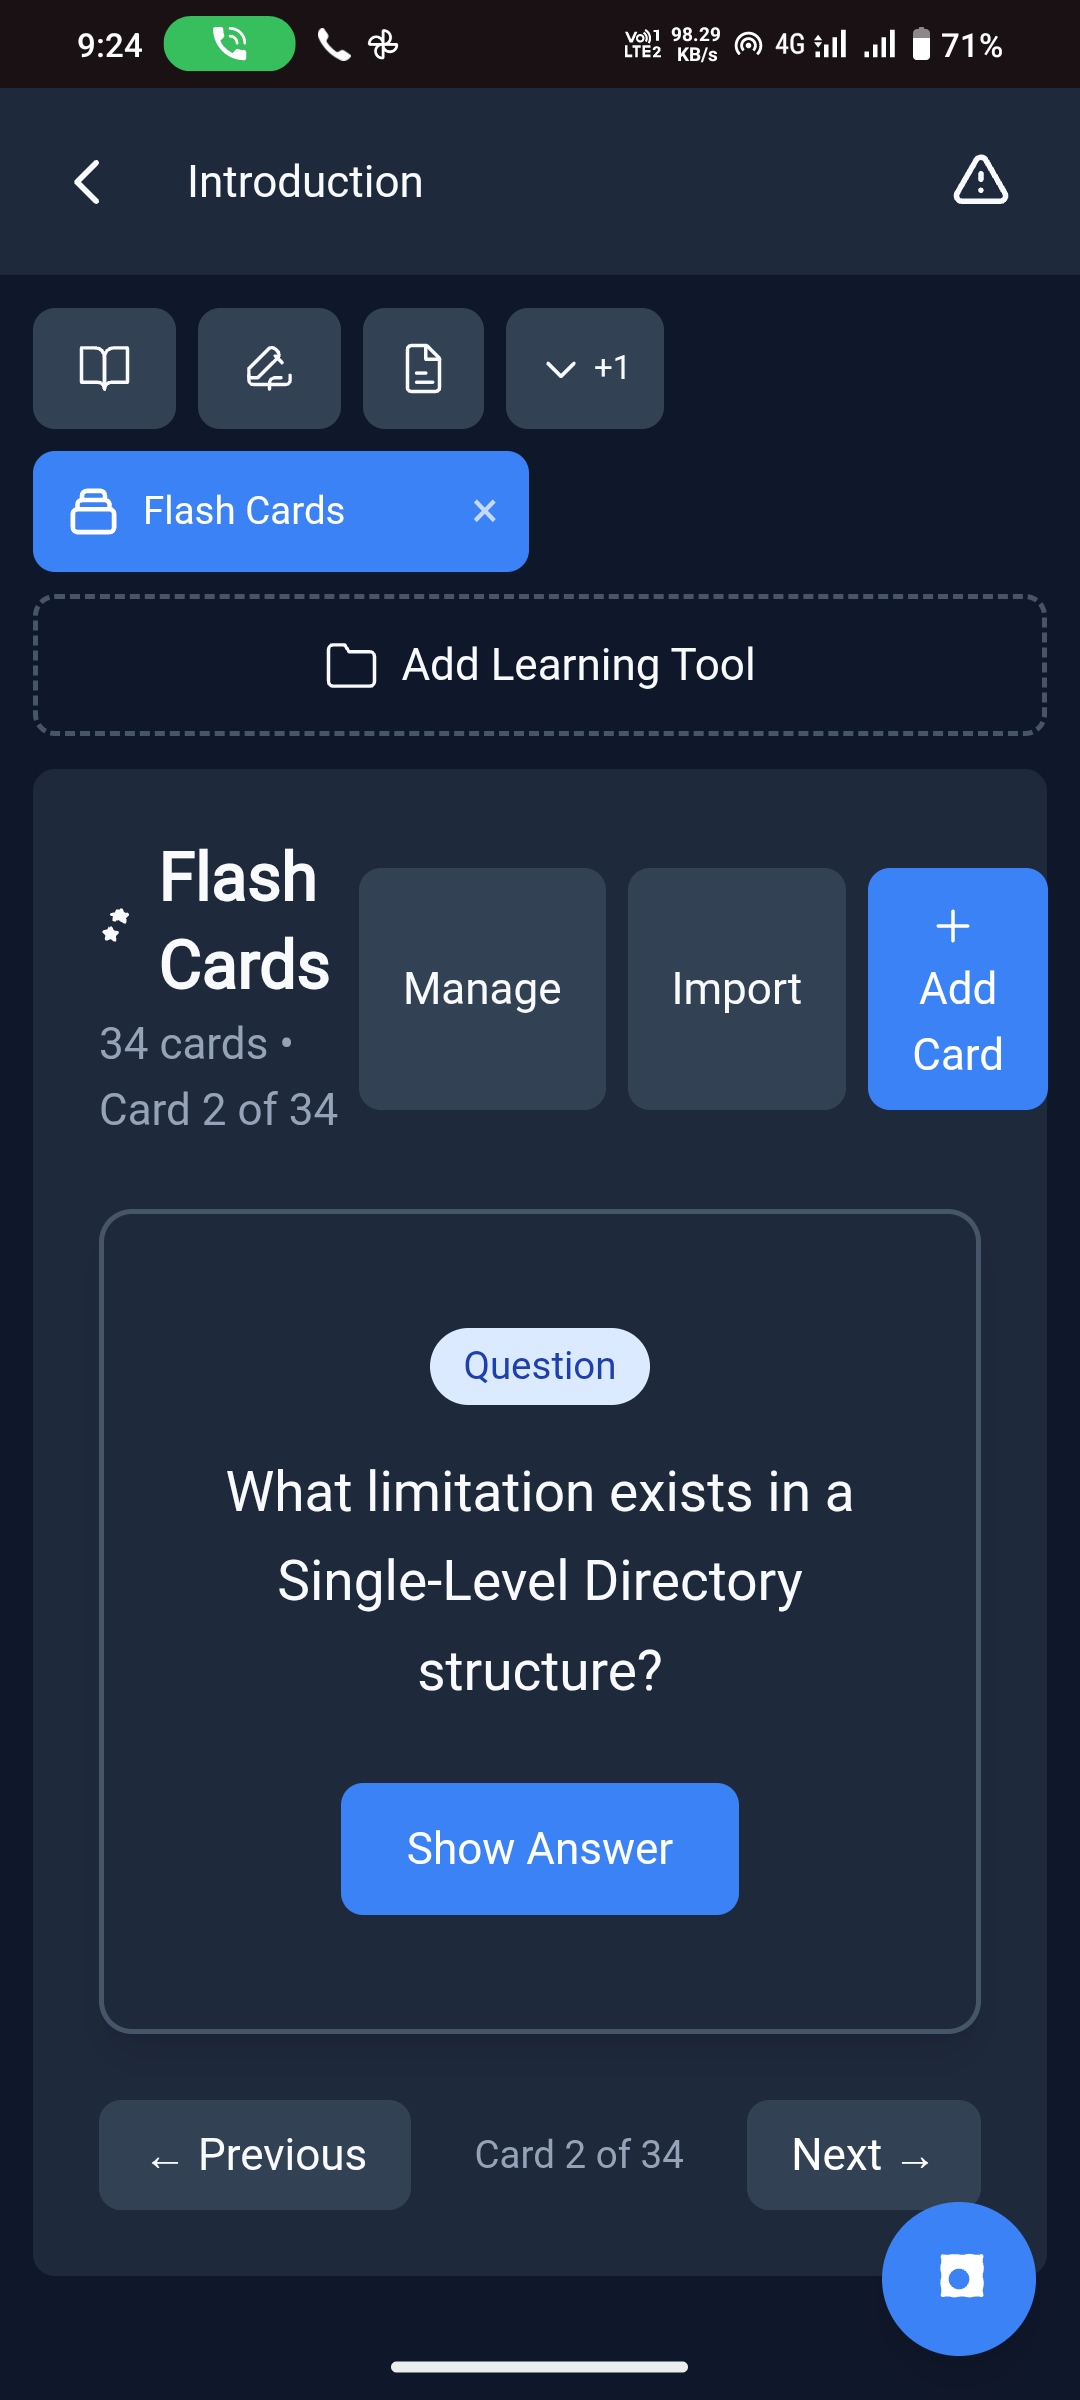 9:24
Vo)) 1
LTE 2
98.29
KB/s
4G
71%
Introduction
+1
Flash Cards ×
Add Learning Tool
Flash
Cards
34 cards •
Card 2 of 34
Manage
Import
+
Add
Card
Question
What limitation exists in a
Single-Level Directory
structure?
Show Answer
← Previous
Card 2 of 34
Next →